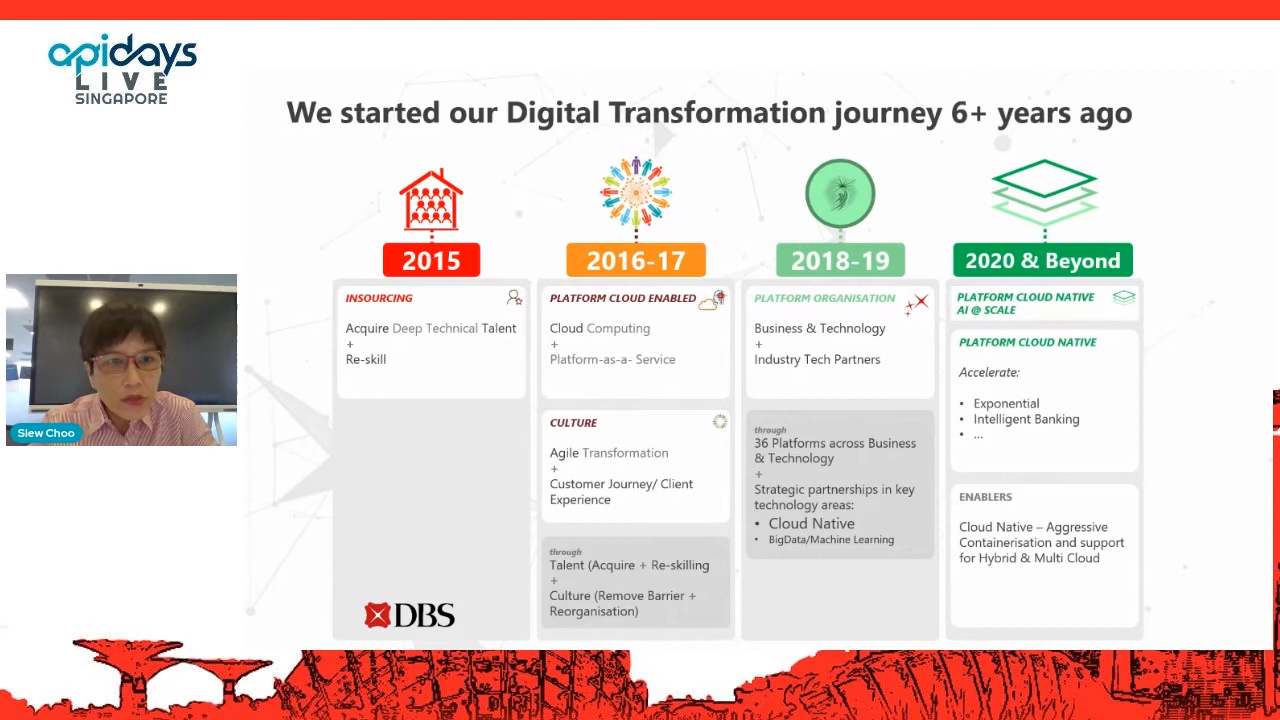 apidays
LIVE
SINGAPORE
We started our Digital Transformation journey 6+ years ago
2015
INSOURCING
Acquire Deep Technical Talent
+
Re-skill
DBS
2016-17
PLATFORM CLOUD ENABLED
Cloud Computing
+
Platform-as-a- Service
CULTURE
Agile Transformation
+
Customer Journey/ Client
Experience
through
Talent (Acquire + Re-skilling
+
Culture (Remove Barrier +
Reorganisation)
2018-19
PLATFORM ORGANISATION
Business & Technology
+
Industry Tech Partners
through
36 Platforms across Business
& Technology
+
Strategic partnerships in key
technology areas:
• Cloud Native
• BigData/Machine Learning
2020 & Beyond
PLATFORM CLOUD NATIVE
AI @ SCALE
PLATFORM CLOUD NATIVE
Accelerate:
• Exponential
• Intelligent Banking
• ...
ENABLERS
Cloud Native – Aggressive
Containerisation and support
for Hybrid & Multi Cloud
Siew Choo